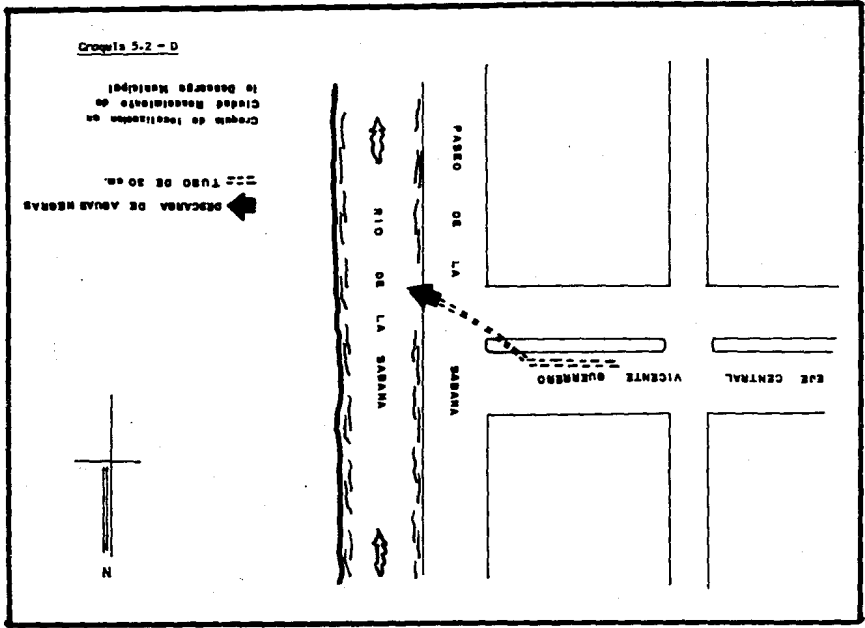 Croquis 5.2 - D
Croquis de localización en
Ciudad Renacimiento de
la Descarga Municipal
TUBO DE 30 cm.
DESCARGA DE AGUAS NEGRAS
RIO DE LA SABANA
PASEO DE LA SABANA
EJE CENTRAL VICENTE GUERRERO
N